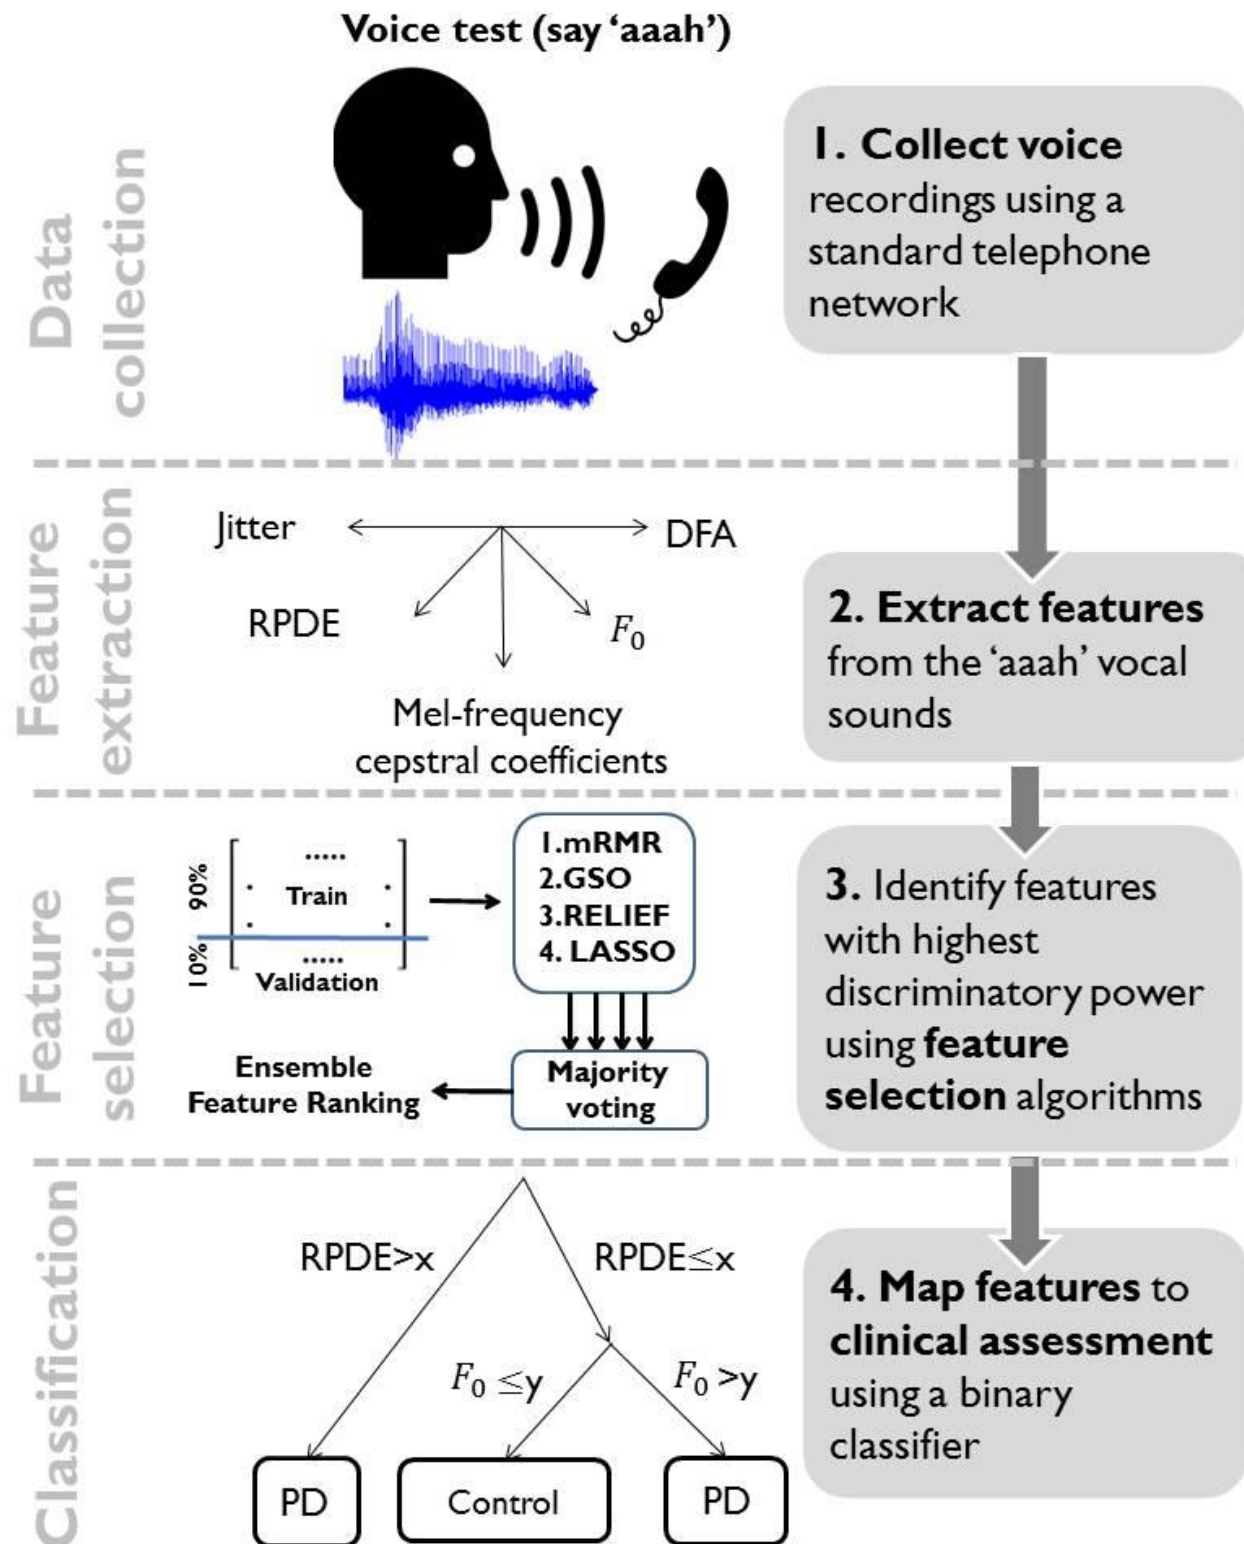 Voice test (say ‘aaah’)
Data
collection
1. Collect voice
recordings using a
standard telephone
network
Feature
extraction
Jitter
DFA
RPDE
F₀
Mel-frequency
cepstral coefficients
2. Extract features
from the ‘aaah’ vocal
sounds
Feature
selection
90%
10%
.....
Train
.....
Validation
1.mRMR
2.GSO
3.RELIEF
4. LASSO
Majority
voting
Ensemble
Feature Ranking
3. Identify features
with highest
discriminatory power
using feature
selection algorithms
Classification
RPDE>x
RPDE≤x
F₀ ≤y
F₀ >y
PD
Control
PD
4. Map features to
clinical assessment
using a binary
classifier